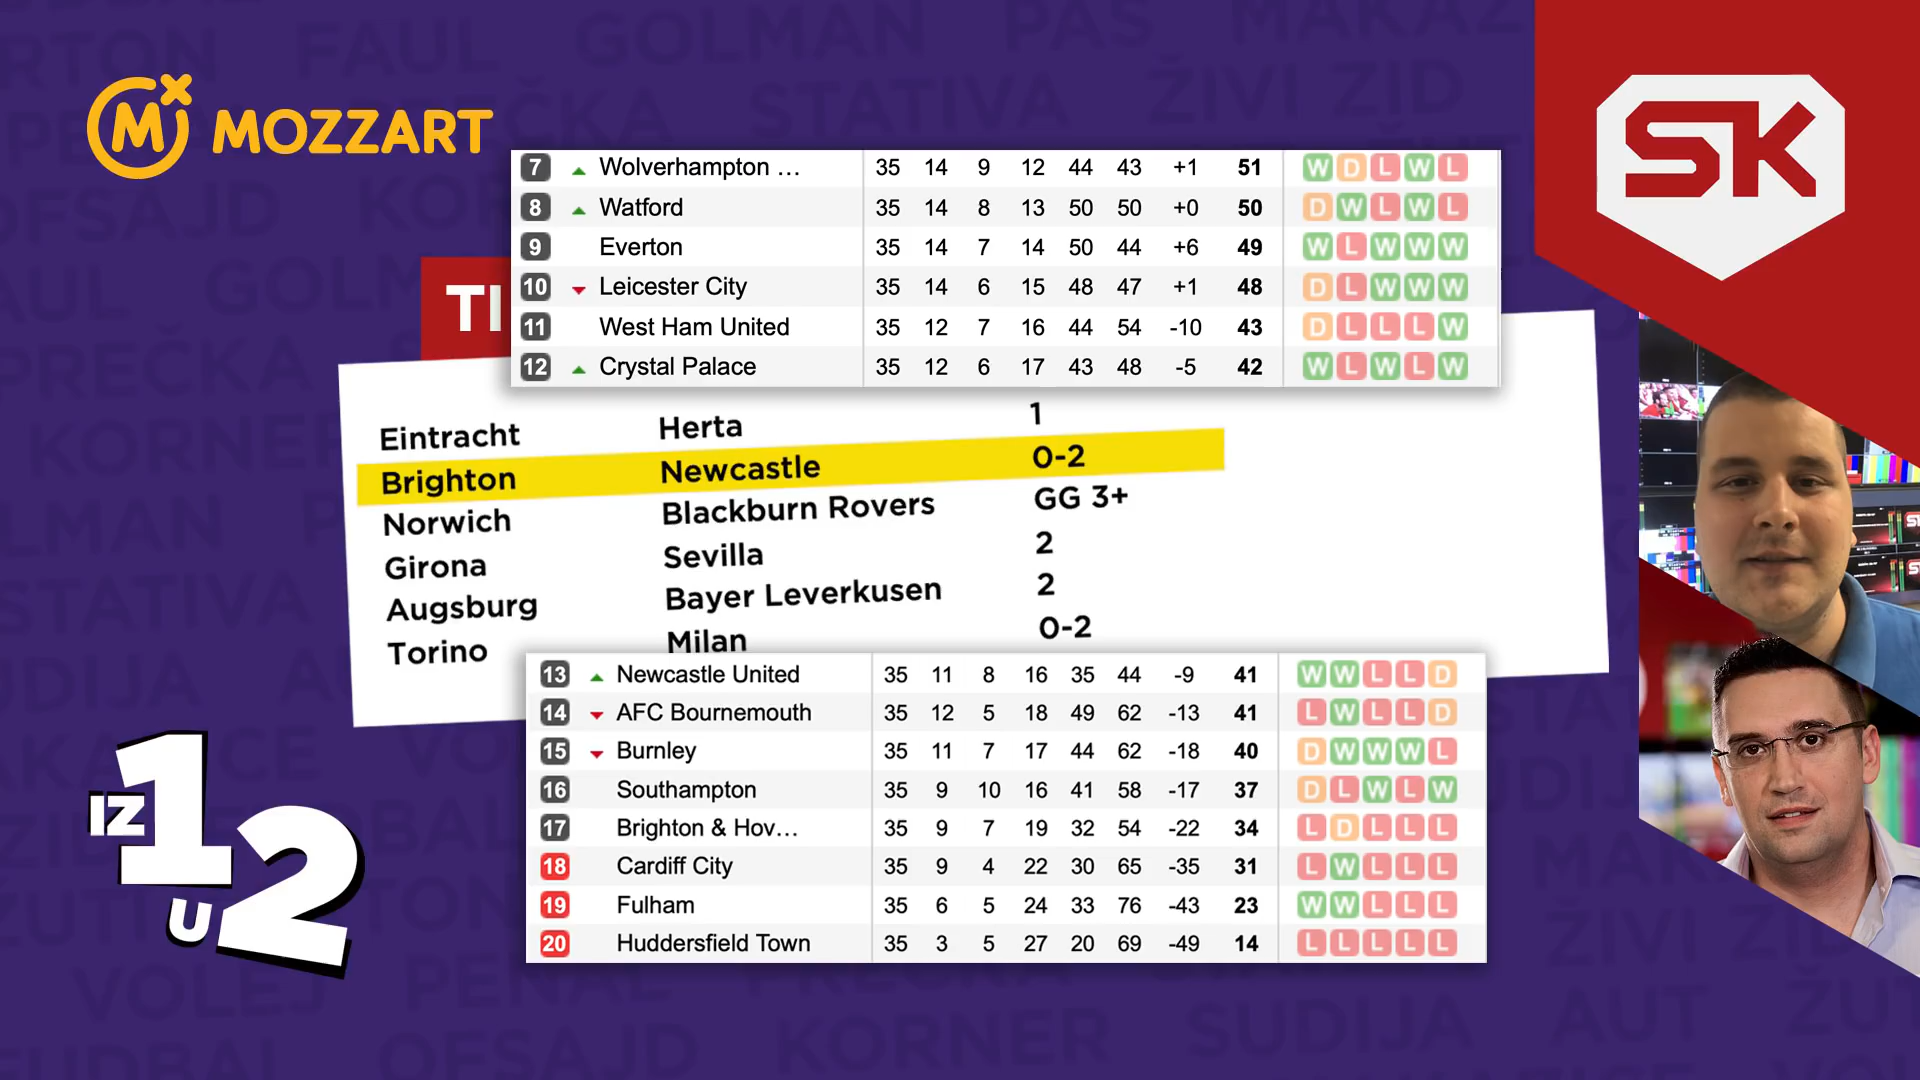 MOZZART
SK
7 Wolverhampton ... 35 14 9 12 44 43 +1 51 W D L W L
8 Watford 35 14 8 13 50 50 +0 50 D W L W L
9 Everton 35 14 7 14 50 44 +6 49 W L W W W
10 Leicester City 35 14 6 15 48 47 +1 48 D L W W W
11 West Ham United 35 12 7 16 44 54 -10 43 D L L L W
12 Crystal Palace 35 12 6 17 43 48 -5 42 W L W L W
TI
Eintracht Herta 1
Brighton Newcastle 0-2
Norwich Blackburn Rovers GG 3+
Girona Sevilla 2
Augsburg Bayer Leverkusen 2
Torino Milan 0-2
13 Newcastle United 35 11 8 16 35 44 -9 41 W W L L D
14 AFC Bournemouth 35 12 5 18 49 62 -13 41 L W L L D
15 Burnley 35 11 7 17 44 62 -18 40 D W W W L
16 Southampton 35 9 10 16 41 58 -17 37 D L W L W
17 Brighton & Hov... 35 9 7 19 32 54 -22 34 L D L L L
18 Cardiff City 35 9 4 22 30 65 -35 31 L W L L L
19 Fulham 35 6 5 24 33 76 -43 23 W W L L L
20 Huddersfield Town 35 3 5 27 20 69 -49 14 L L L L L
IZ 1 U 2